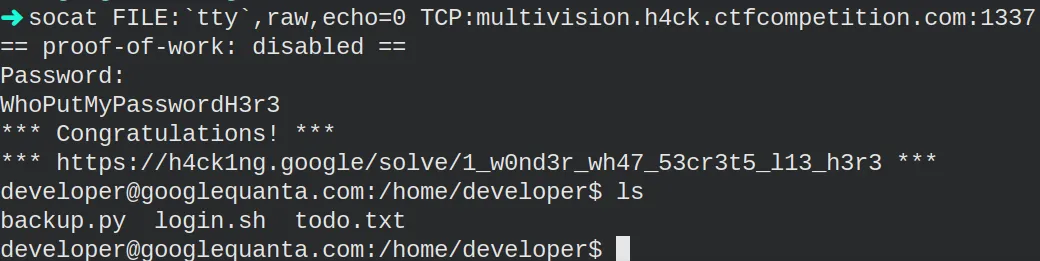 ➜ socat FILE:`tty`,raw,echo=0 TCP:multivision.h4ck.ctfcompetition.com:1337
== proof-of-work: disabled ==
Password:
WhoPutMyPasswordH3r3
*** Congratulations! ***
*** https://h4ck1ng.google/solve/1_w0nd3r_wh47_53cr3t5_l13_h3r3 ***
developer@googlequanta.com:/home/developer$ ls
backup.py  login.sh  todo.txt
developer@googlequanta.com:/home/developer$